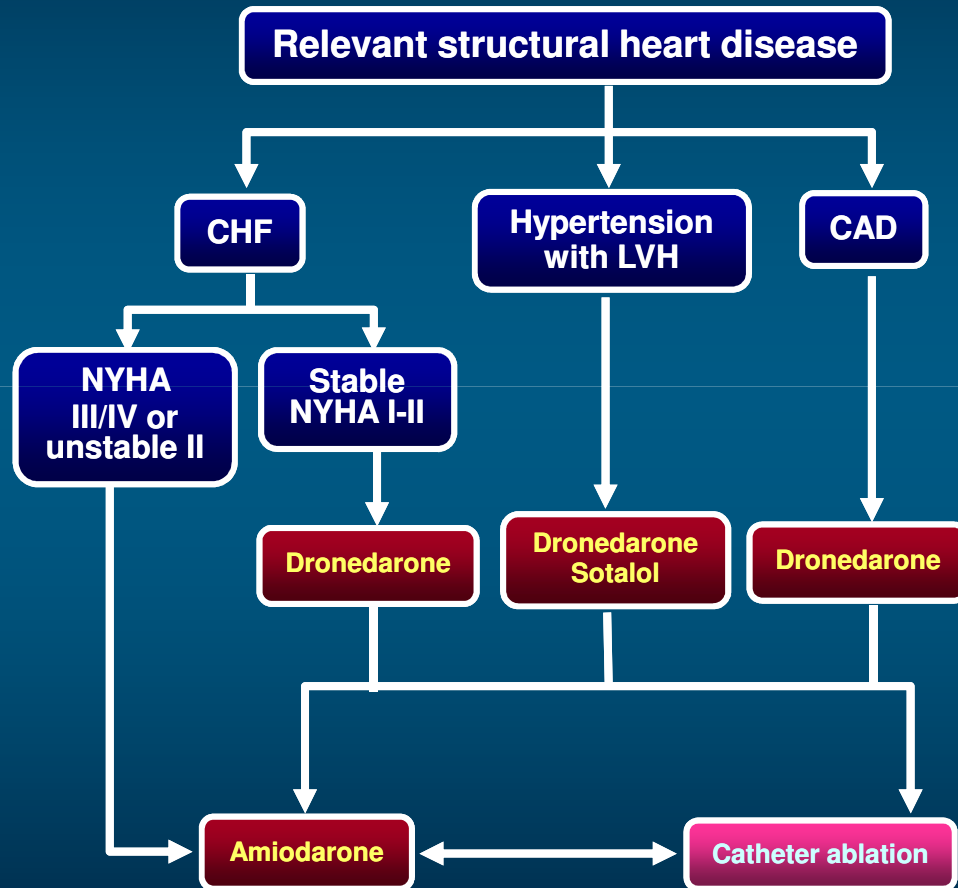 Relevant structural heart disease
CHF
Hypertension
with LVH
CAD
NYHA
III/IV or
unstable II
Stable
NYHA I-II
Dronedarone
Dronedarone
Sotalol
Dronedarone
Amiodarone
Catheter ablation